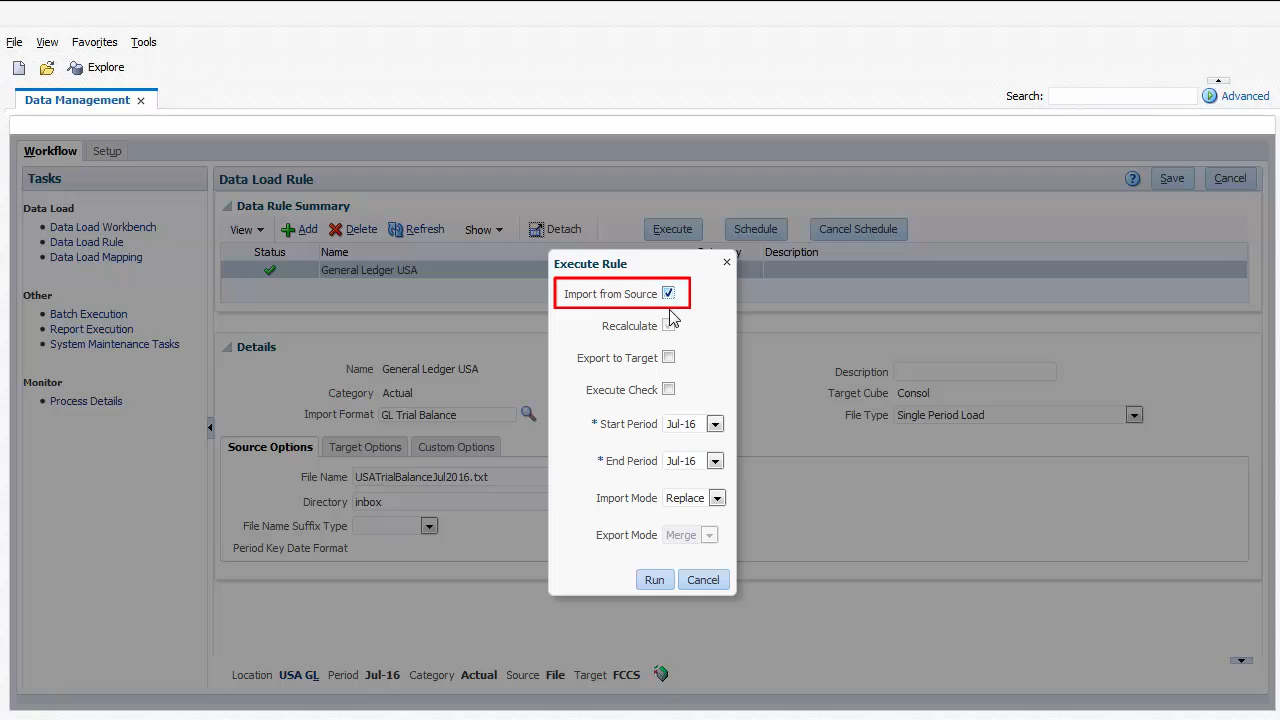 File View Favorites Tools
Explore
Data Management ×
Search: Advanced
Workflow Setup
Tasks
Data Load
• Data Load Workbench
• Data Load Rule
• Data Load Mapping
Other
• Batch Execution
• Report Execution
• System Maintenance Tasks
Monitor
• Process Details
Data Load Rule ? Save Cancel
Data Rule Summary
View Add Delete Refresh Show Detach Execute Schedule Cancel Schedule
Status Name Description
General Ledger USA
Details
Name General Ledger USA
Category Actual
Import Format GL Trial Balance
Description
Target Cube Consol
File Type Single Period Load
Source Options Target Options Custom Options
File Name USATrialBalanceJul2016.txt
Directory inbox
File Name Suffix Type
Period Key Date Format
Execute Rule ×
Import from Source
Recalculate
Export to Target
Execute Check
* Start Period Jul-16
* End Period Jul-16
Import Mode Replace
Export Mode Merge
Run Cancel
Location USA GL Period Jul-16 Category Actual Source File Target FCCS